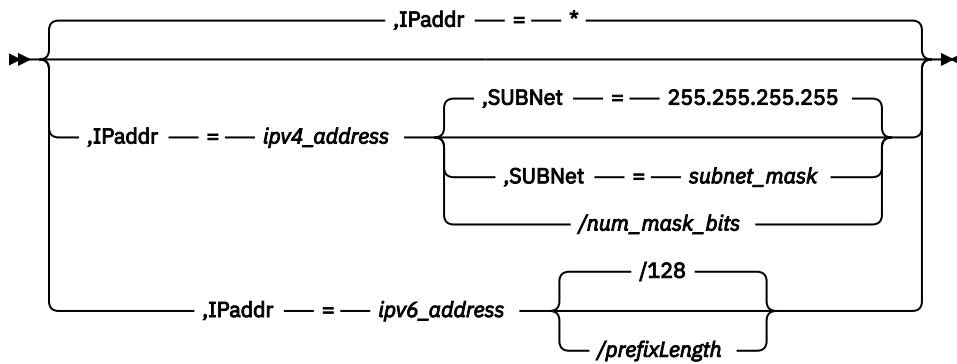 ,IPaddr = *
,SUBNet = 255.255.255.255
,IPaddr = ipv4_address
,SUBNet = subnet_mask
/num_mask_bits
/128
,IPaddr = ipv6_address
/prefixLength